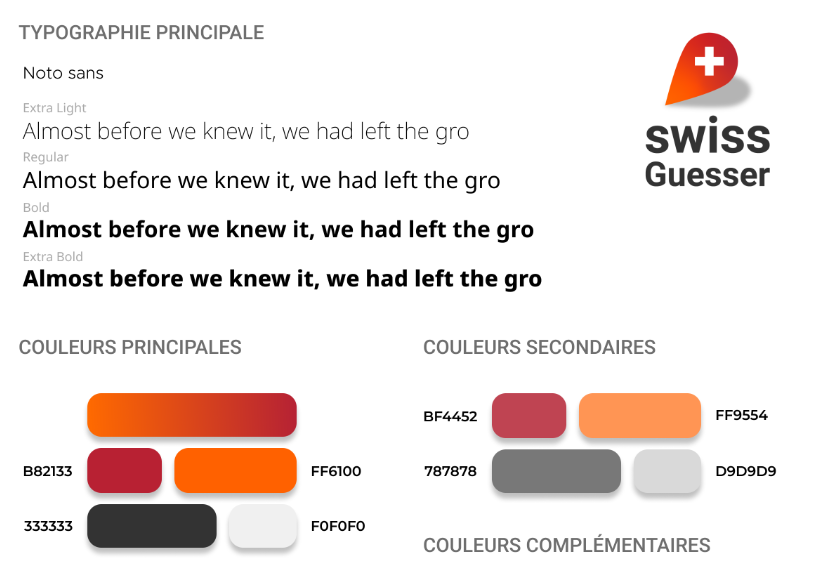 TYPOGRAPHIE PRINCIPALE
Noto sans
Extra Light
Almost before we knew it, we had left the gro
Regular
Almost before we knew it, we had left the gro
Bold
Almost before we knew it, we had left the gro
Extra Bold
Almost before we knew it, we had left the gro
swiss
Guesser
COULEURS PRINCIPALES
B82133
FF6100
333333
F0F0F0
COULEURS SECONDAIRES
BF4452
FF9554
787878
D9D9D9
COULEURS COMPLÉMENTAIRES